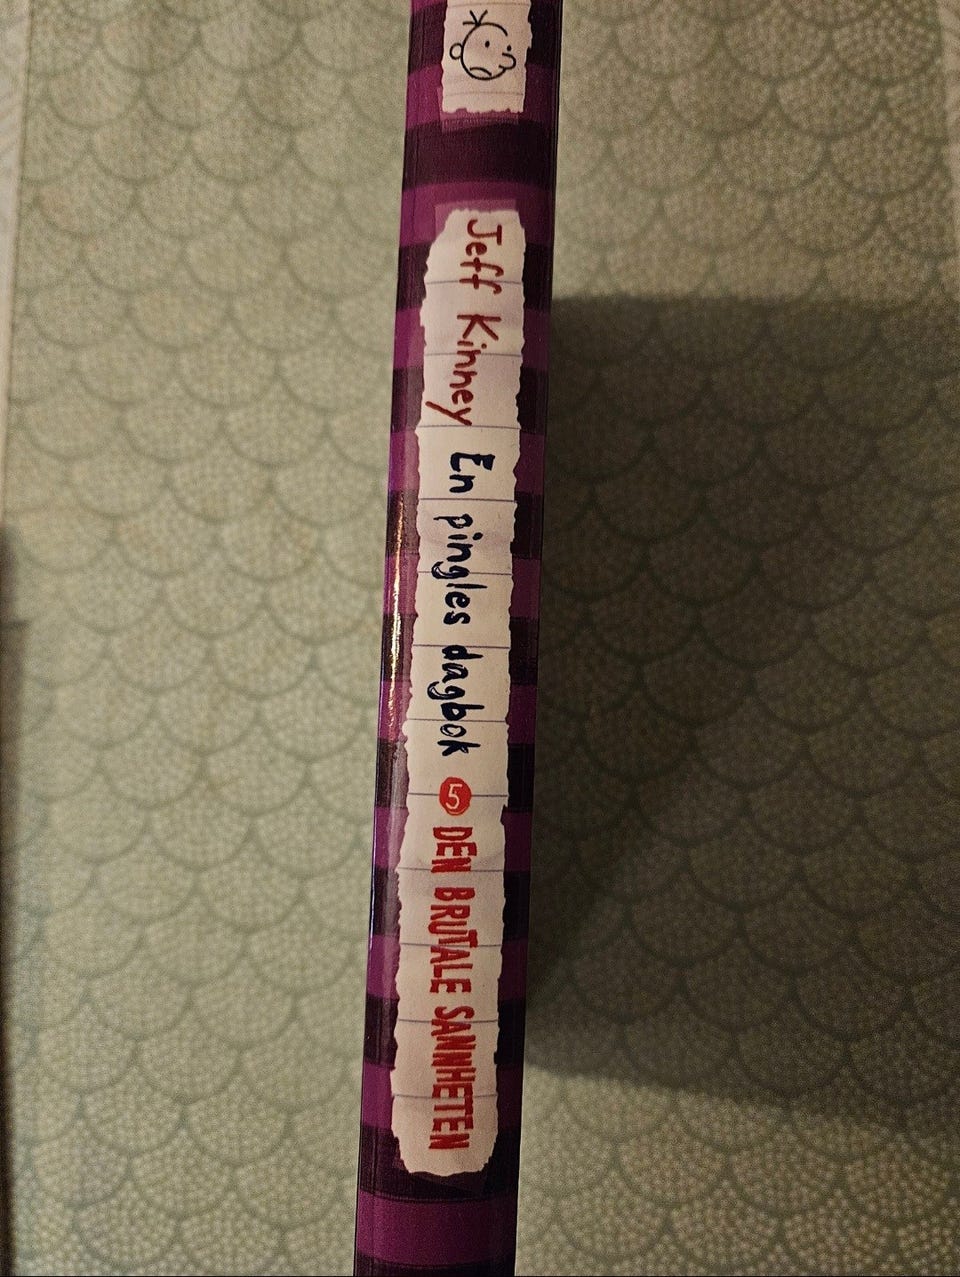 Jeff Kinney En pingles dagbok 5 DEN BRUTALE SANNHETEN